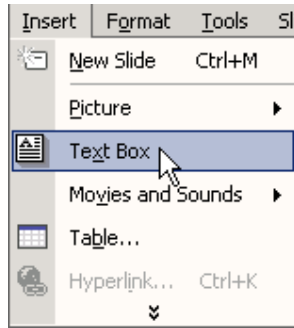 Insert Format Tools Sl
New Slide Ctrl+M
Picture
Text Box
Movies and Sounds
Table...
Hyperlink... Ctrl+K